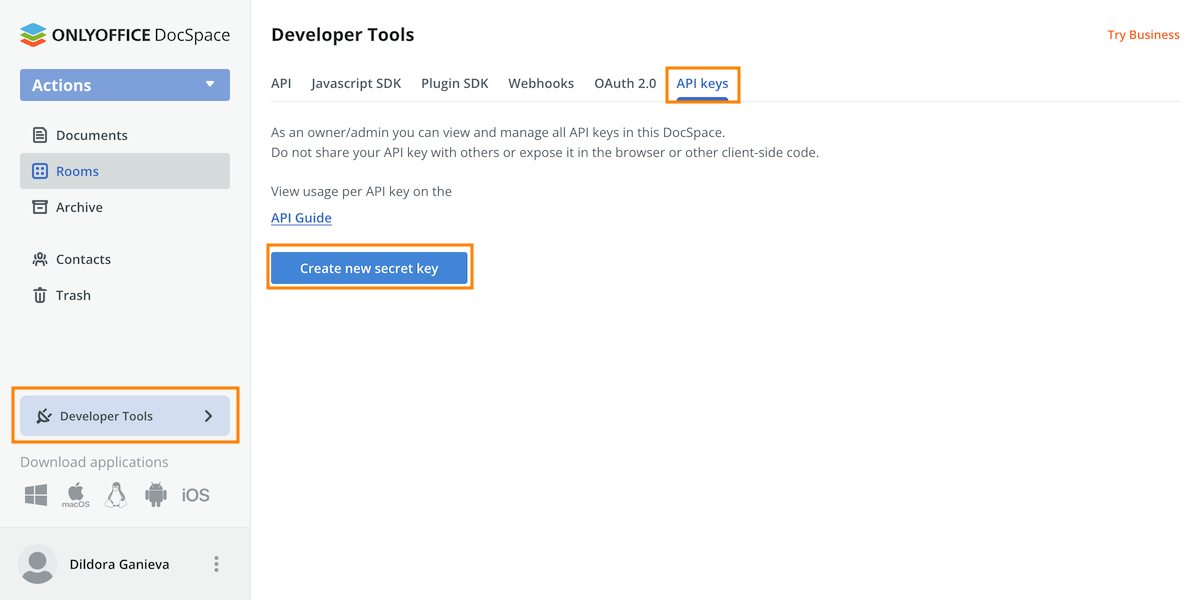 ONLYOFFICE DocSpace
Actions
Documents
Rooms
Archive
Contacts
Trash
Developer Tools
Download applications
macOS
iOS
Dildora Ganieva
Developer Tools
Try Business
API Javascript SDK Plugin SDK Webhooks OAuth 2.0 API keys
As an owner/admin you can view and manage all API keys in this DocSpace.
Do not share your API key with others or expose it in the browser or other client-side code.
View usage per API key on the
API Guide
Create new secret key